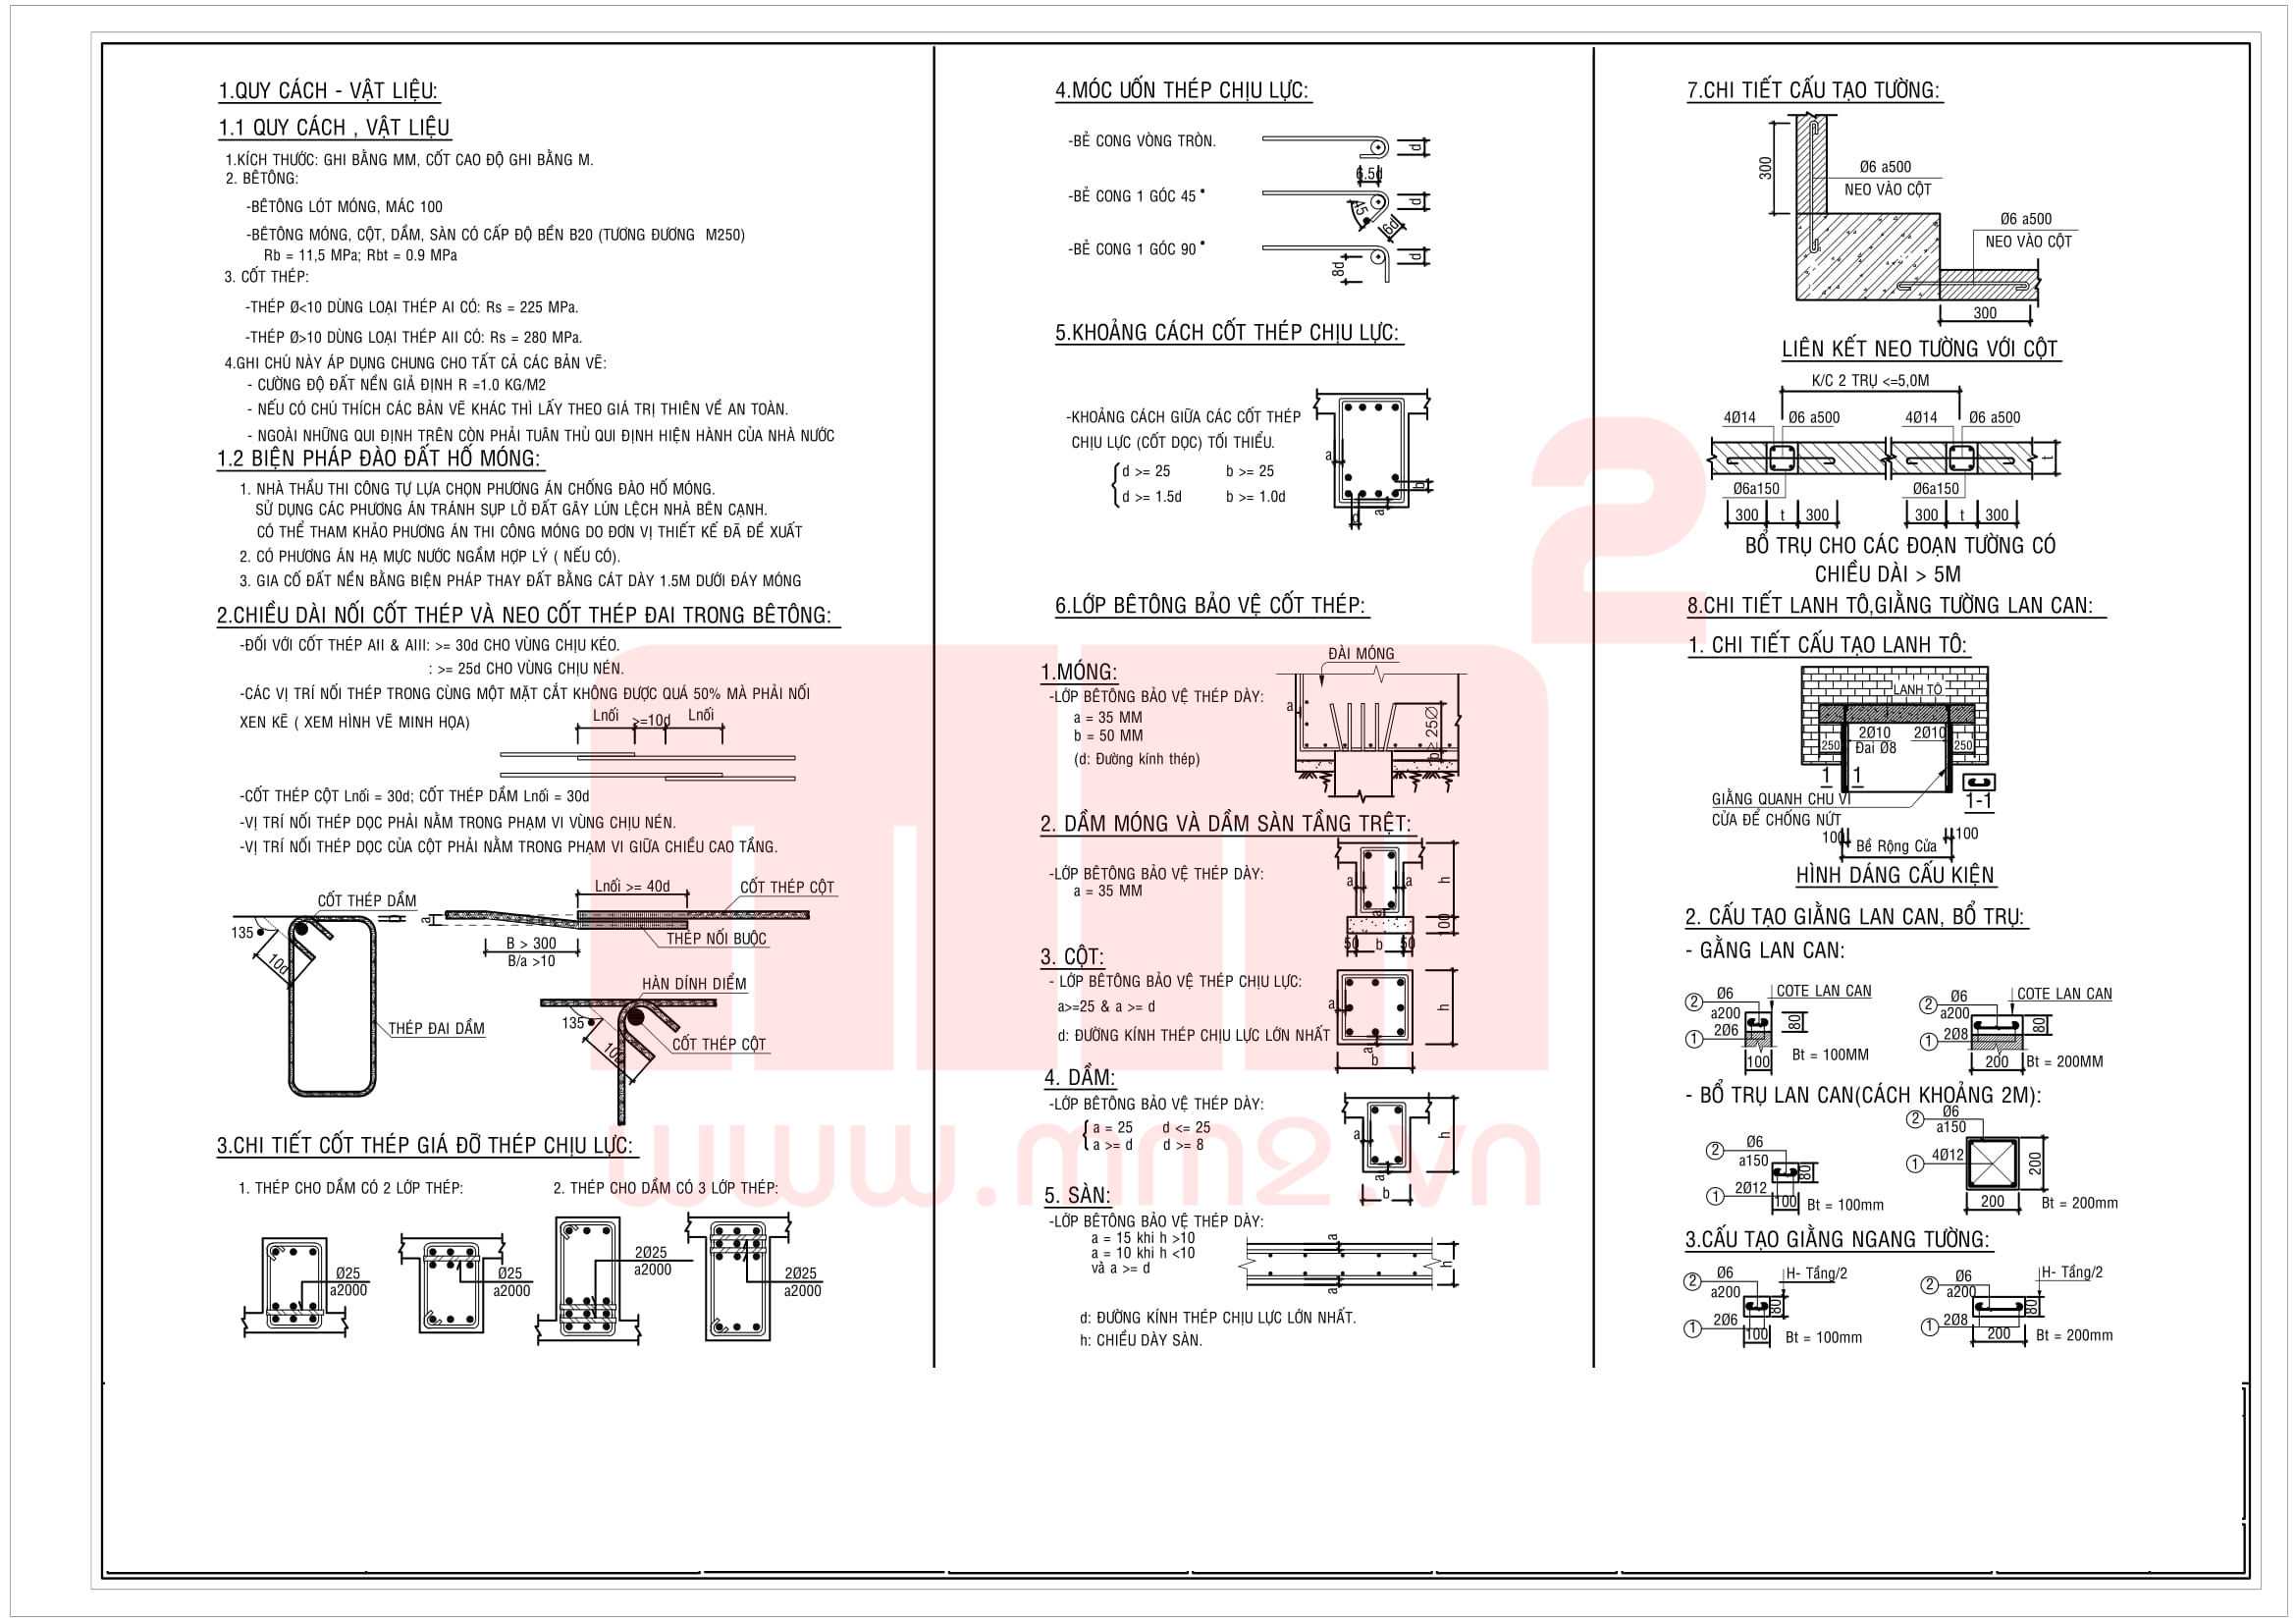 1.QUY CÁCH - VẬT LIỆU:
1.1 QUY CÁCH , VẬT LIỆU
1.KÍCH THƯỚC: GHI BẰNG MM, CỐT CAO ĐỘ GHI BẰNG M.
2. BÊTÔNG:
-BÊTÔNG LÓT MÓNG, MÁC 100
-BÊTÔNG MÓNG, CỘT, DẦM, SÀN CÓ CẤP ĐỘ BỀN B20 (TƯƠNG ĐƯƠNG M250)
Rb = 11,5 MPa; Rbt = 0.9 MPa
3. CỐT THÉP:
-THÉP Ø<10 DÙNG LOẠI THÉP AI CÓ: Rs = 225 MPa.
-THÉP Ø>10 DÙNG LOẠI THÉP AII CÓ: Rs = 280 MPa.
4.GHI CHÚ NÀY ÁP DỤNG CHUNG CHO TẤT CẢ CÁC BẢN VẼ:
- CƯỜNG ĐỘ ĐẤT NỀN GIẢ ĐỊNH R =1.0 KG/M2
- NẾU CÓ CHÚ THÍCH CÁC BẢN VẼ KHÁC THÌ LẤY THEO GIÁ TRỊ THIÊN VỀ AN TOÀN.
- NGOÀI NHỮNG QUI ĐỊNH TRÊN CÒN PHẢI TUÂN THỦ QUI ĐỊNH HIỆN HÀNH CỦA NHÀ NƯỚC
1.2 BIỆN PHÁP ĐÀO ĐẤT HỐ MÓNG:
1. NHÀ THẦU THI CÔNG TỰ LỰA CHỌN PHƯƠNG ÁN CHỐNG ĐÀO HỐ MÓNG.
SỬ DỤNG CÁC PHƯƠNG ÁN TRÁNH SỤP LỞ ĐẤT GÂY LÚN LỆCH NHÀ BÊN CẠNH.
CÓ THỂ THAM KHẢO PHƯƠNG ÁN THI CÔNG MÓNG DO ĐƠN VỊ THIẾT KẾ ĐÃ ĐỀ XUẤT
2. CÓ PHƯƠNG ÁN HẠ MỰC NƯỚC NGẦM HỢP LÝ ( NẾU CÓ).
3. GIA CỐ ĐẤT NỀN BẰNG BIỆN PHÁP THAY ĐẤT BẰNG CÁT DÀY 1.5M DƯỚI ĐÁY MÓNG
2.CHIỀU DÀI NỐI CỐT THÉP VÀ NEO CỐT THÉP ĐAI TRONG BÊTÔNG:
-ĐỐI VỚI CỐT THÉP AII & AIII: >= 30d CHO VÙNG CHỊU KÉO.
: >= 25d CHO VÙNG CHỊU NÉN.
-CÁC VỊ TRÍ NỐI THÉP TRONG CÙNG MỘT MẶT CẮT KHÔNG ĐƯỢC QUÁ 50% MÀ PHẢI NỐI
XEN KẼ ( XEM HÌNH VẼ MINH HỌA)
Lnối >=10d Lnối
-CỐT THÉP CỘT Lnối = 30d; CỐT THÉP DẦM Lnối = 30d
-VỊ TRÍ NỐI THÉP DỌC PHẢI NẰM TRONG PHẠM VI VÙNG CHỊU NÉN.
-VỊ TRÍ NỐI THÉP DỌC CỦA CỘT PHẢI NẰM TRONG PHẠM VI GIỮA CHIỀU CAO TẦNG.
CỐT THÉP DẦM
135
10d
THÉP ĐAI DẦM
Lnối >= 40d
CỐT THÉP CỘT
a
THÉP NỐI BUỘC
B > 300
B/a >10
HÀN DÍNH DIỂM
135
10d
CỐT THÉP CỘT
3.CHI TIẾT CỐT THÉP GIÁ ĐỠ THÉP CHỊU LỰC:
1. THÉP CHO DẦM CÓ 2 LỚP THÉP:
2. THÉP CHO DẦM CÓ 3 LỚP THÉP:
Ø25
a2000
Ø25
a2000
2Ø25
a2000
2Ø25
a2000
4.MÓC UỐN THÉP CHỊU LỰC:
-BẺ CONG VÒNG TRÒN.
d
6.5d
-BẺ CONG 1 GÓC 45°
d
45
6d
-BẺ CONG 1 GÓC 90°
d
8d
5.KHOẢNG CÁCH CỐT THÉP CHỊU LỰC:
-KHOẢNG CÁCH GIỮA CÁC CỐT THÉP
CHỊU LỰC (CỐT DỌC) TỐI THIỂU.
d >= 25 b >= 25
d >= 1.5d b >= 1.0d
a
b
a
6.LỚP BÊTÔNG BẢO VỆ CỐT THÉP:
1.MÓNG:
-LỚP BÊTÔNG BẢO VỆ THÉP DÀY:
a = 35 MM
b = 50 MM
(d: Đường kính thép)
ĐÀI MÓNG
a
b
≥ 25Ø
2. DẦM MÓNG VÀ DẦM SÀN TẦNG TRỆT:
-LỚP BÊTÔNG BẢO VỆ THÉP DÀY:
a = 35 MM
a a
a
h
100
50 b 50
3. CỘT:
- LỚP BÊTÔNG BẢO VỆ THÉP CHỊU LỰC:
a>=25 & a >= d
d: ĐƯỜNG KÍNH THÉP CHỊU LỰC LỚN NHẤT
a
h
a
b
4. DẦM:
-LỚP BÊTÔNG BẢO VỆ THÉP DÀY:
a = 25 d <= 25
a >= d d >= 8
a
h
a
b
5. SÀN:
-LỚP BÊTÔNG BẢO VỆ THÉP DÀY:
a = 15 khi h >10
a = 10 khi h <10
và a >= d
a
h
a
d: ĐƯỜNG KÍNH THÉP CHỊU LỰC LỚN NHẤT.
h: CHIỀU DÀY SÀN.
7.CHI TIẾT CẤU TẠO TƯỜNG:
300
Ø6 a500
NEO VÀO CỘT
Ø6 a500
NEO VÀO CỘT
300
LIÊN KẾT NEO TƯỜNG VỚI CỘT
K/C 2 TRỤ <=5,0M
4Ø14 Ø6 a500 4Ø14 Ø6 a500
t
Ø6a150 Ø6a150
300 t 300 300 t 300
BỔ TRỤ CHO CÁC ĐOẠN TƯỜNG CÓ
CHIỀU DÀI > 5M
8.CHI TIẾT LANH TÔ,GIẰNG TƯỜNG LAN CAN:
1. CHI TIẾT CẤU TẠO LANH TÔ:
LANH TÔ
2Ø10 2Ø10
250 Đai Ø8 250
1 1
1-1
GIẰNG QUANH CHU VI
CỬA ĐỂ CHỐNG NỨT
100 100
Bề Rộng Cửa
HÌNH DÁNG CẤU KIỆN
2. CẤU TẠO GIẰNG LAN CAN, BỔ TRỤ:
- GẰNG LAN CAN:
2 Ø6 a200 COTE LAN CAN
1 2Ø6 80
100 Bt = 100MM
2 Ø6 a200 COTE LAN CAN
1 2Ø8 80
200 Bt = 200MM
- BỔ TRỤ LAN CAN(CÁCH KHOẢNG 2M):
2 Ø6 a150
1 2Ø12 80
100 Bt = 100mm
2 Ø6 a150
1 4Ø12 200
200 Bt = 200mm
3.CẤU TẠO GIẰNG NGANG TƯỜNG:
2 Ø6 a200 H- Tầng/2
1 2Ø6 80
100 Bt = 100mm
2 Ø6 a200 H- Tầng/2
1 2Ø8 80
200 Bt = 200mm
mm2
www.mm2.vn